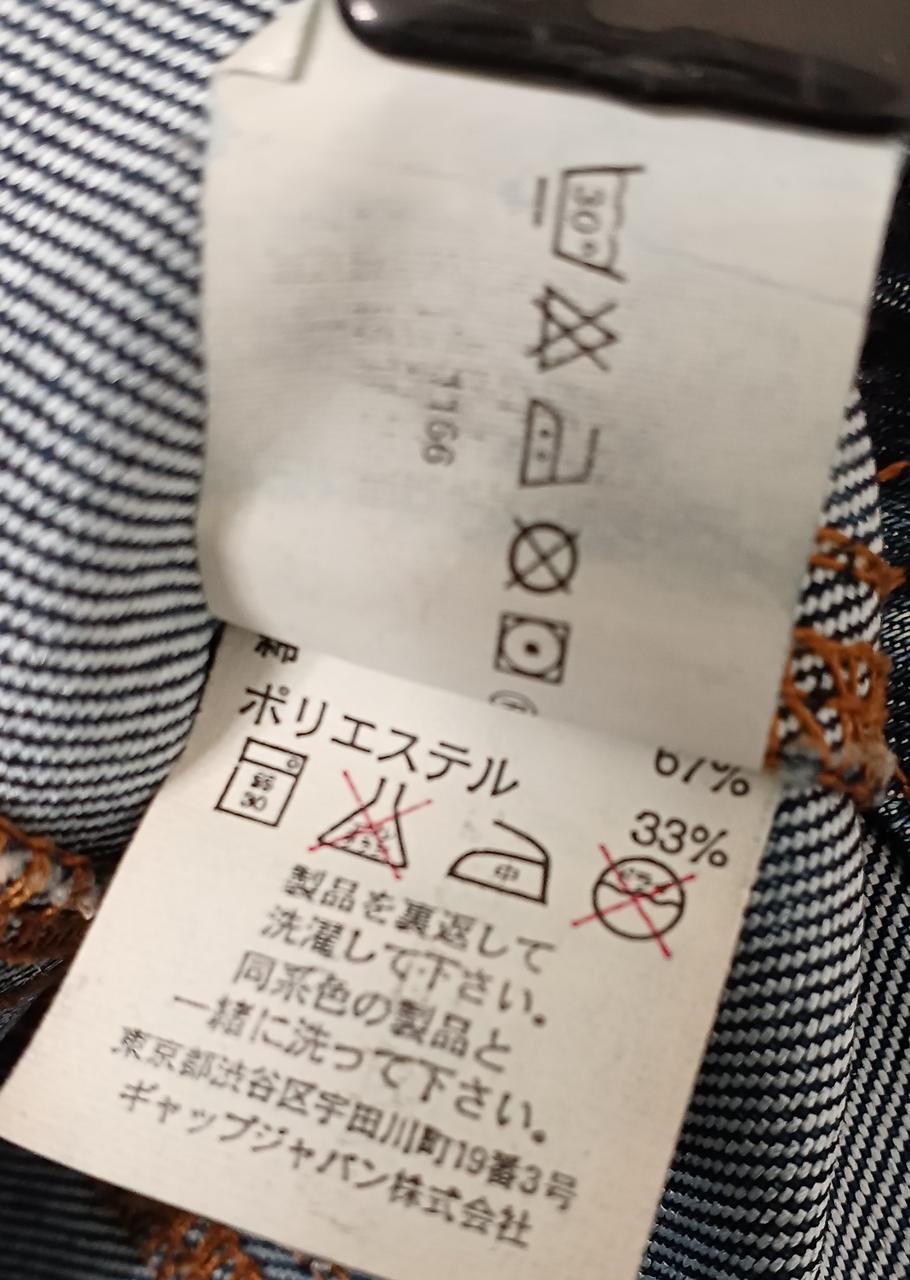 30°
1166
67%
ポリエステル 33%
30
中
製品を裏返して
洗濯して下さい。
同系色の製品と
一緒に洗って下さい。
東京都渋谷区宇田川町19番3号
ギャップジャパン株式会社